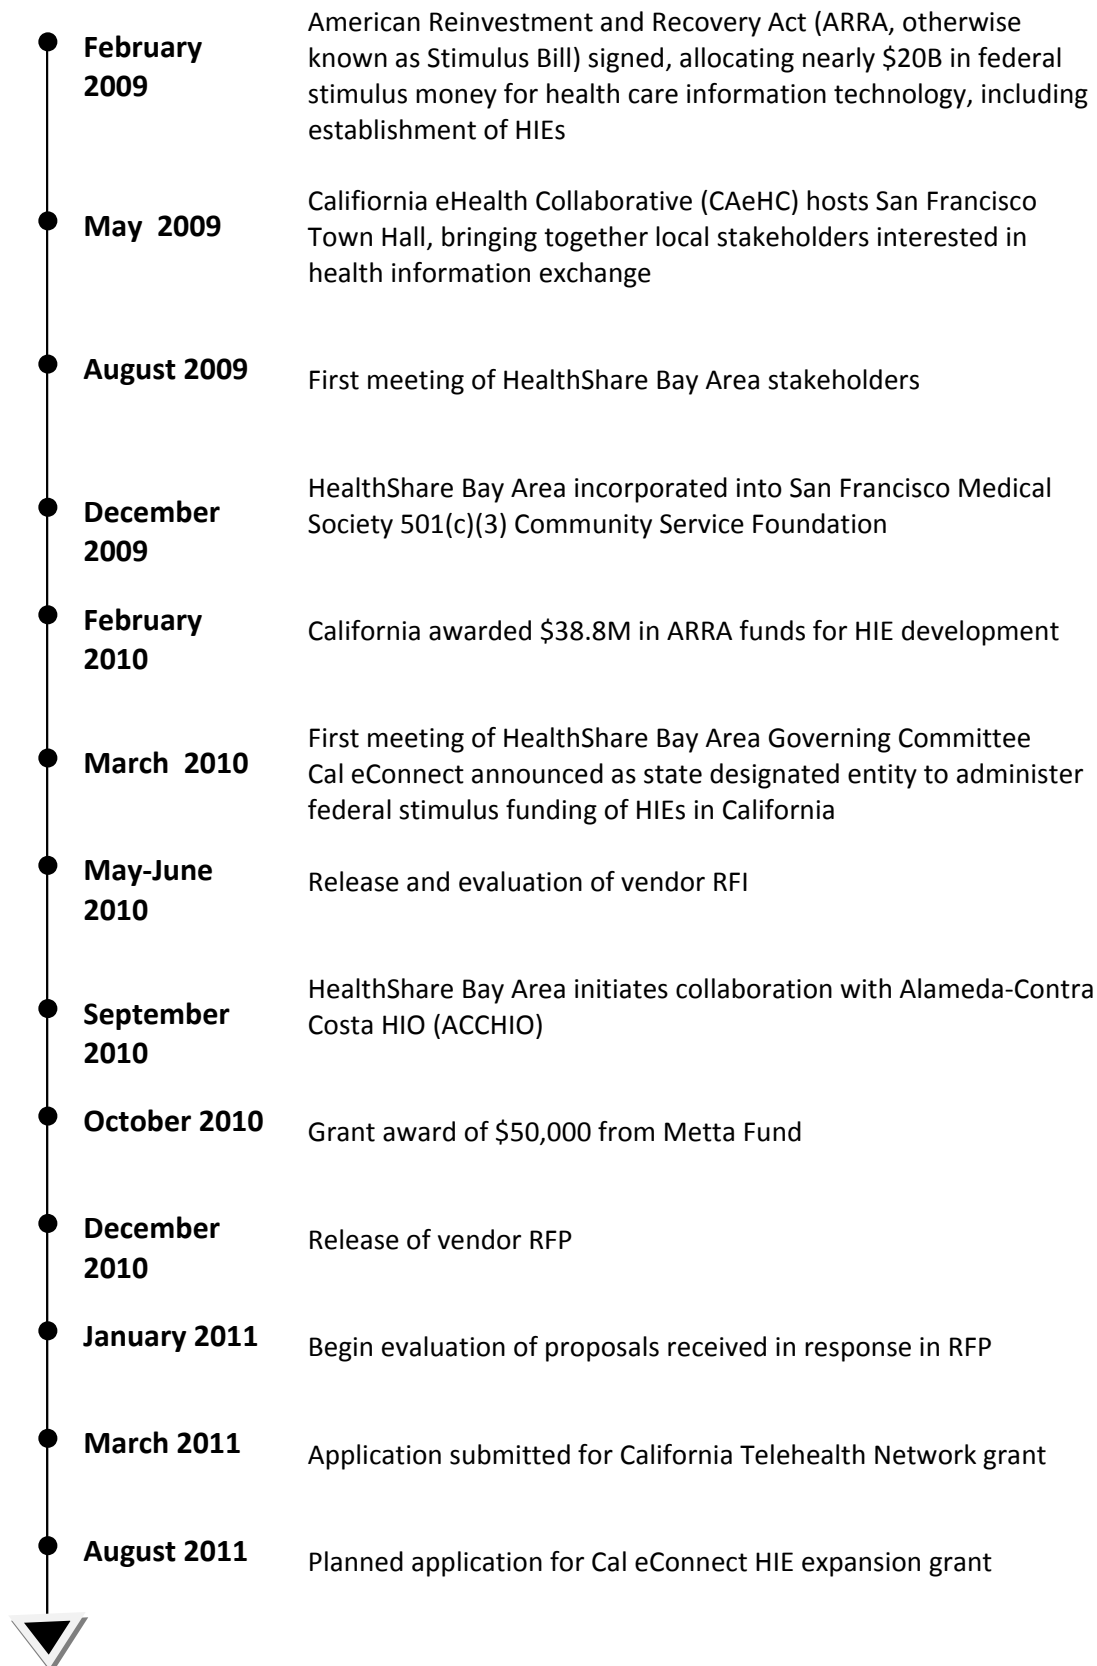 February
2009
American Reinvestment and Recovery Act (ARRA, otherwise
known as Stimulus Bill) signed, allocating nearly $20B in federal
stimulus money for health care information technology, including
establishment of HIEs
May  2009
Califiornia eHealth Collaborative (CAeHC) hosts San Francisco
Town Hall, bringing together local stakeholders interested in
health information exchange
August 2009
First meeting of HealthShare Bay Area stakeholders
December
2009
HealthShare Bay Area incorporated into San Francisco Medical
Society 501(c)(3) Community Service Foundation
February
2010
California awarded $38.8M in ARRA funds for HIE development
March  2010
First meeting of HealthShare Bay Area Governing Committee
Cal eConnect announced as state designated entity to administer
federal stimulus funding of HIEs in California
May-June
2010
Release and evaluation of vendor RFI
September
2010
HealthShare Bay Area initiates collaboration with Alameda-Contra
Costa HIO (ACCHIO)
October 2010
Grant award of $50,000 from Metta Fund
December
2010
Release of vendor RFP
January 2011
Begin evaluation of proposals received in response in RFP
March 2011
Application submitted for California Telehealth Network grant
August 2011
Planned application for Cal eConnect HIE expansion grant